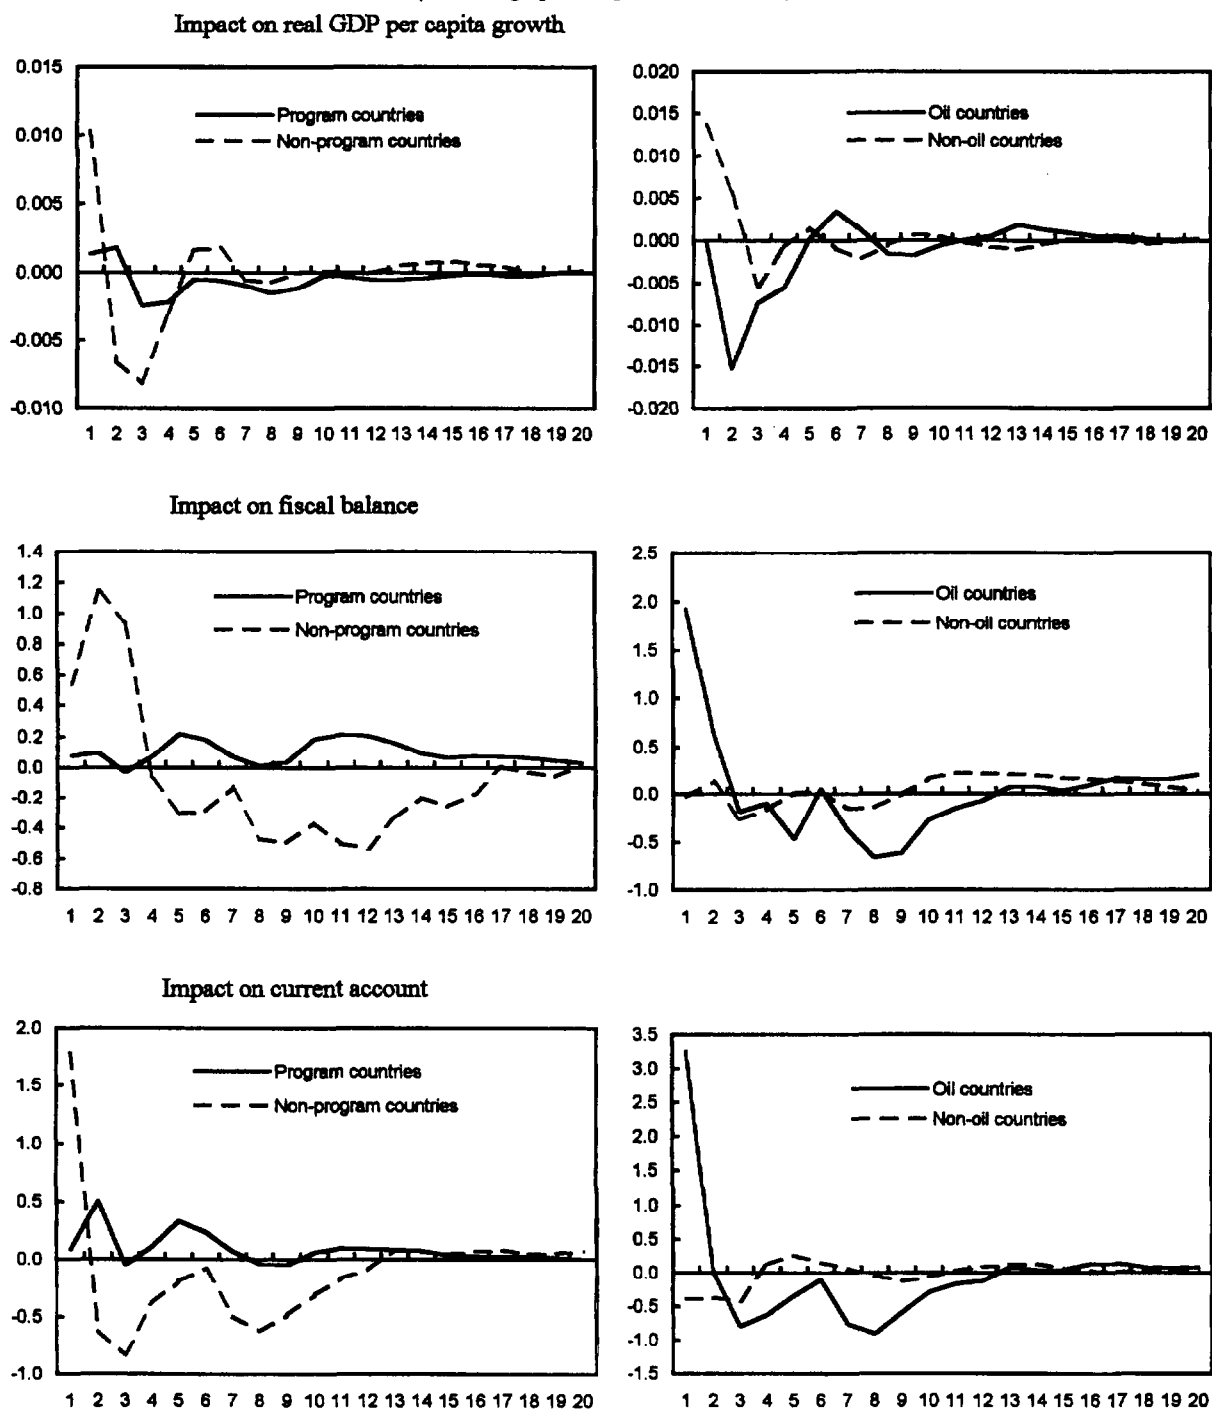 Impact on real GDP per capita growth
0.015
0.010
0.005
0.000
-0.005
-0.010
Program countries
Non-program countries
1 2 3 4 5 6 7 8 9 10 11 12 13 14 15 16 17 18 19 20
0.020
0.015
0.010
0.005
0.000
-0.005
-0.010
-0.015
-0.020
Oil countries
Non-oil countries
1 2 3 4 5 6 7 8 9 10 11 12 13 14 15 16 17 18 19 20
Impact on fiscal balance
1.4
1.2
1.0
0.8
0.6
0.4
0.2
0.0
-0.2
-0.4
-0.6
-0.8
Program countries
Non-program countries
1 2 3 4 5 6 7 8 9 10 11 12 13 14 15 16 17 18 19 20
2.5
2.0
1.5
1.0
0.5
0.0
-0.5
-1.0
Oil countries
Non-oil countries
1 2 3 4 5 6 7 8 9 10 11 12 13 14 15 16 17 18 19 20
Impact on current account
2.0
1.5
1.0
0.5
0.0
-0.5
-1.0
Program countries
Non-program countries
1 2 3 4 5 6 7 8 9 10 11 12 13 14 15 16 17 18 19 20
3.5
3.0
2.5
2.0
1.5
1.0
0.5
0.0
-0.5
-1.0
-1.5
Oil countries
Non-oil countries
1 2 3 4 5 6 7 8 9 10 11 12 13 14 15 16 17 18 19 20